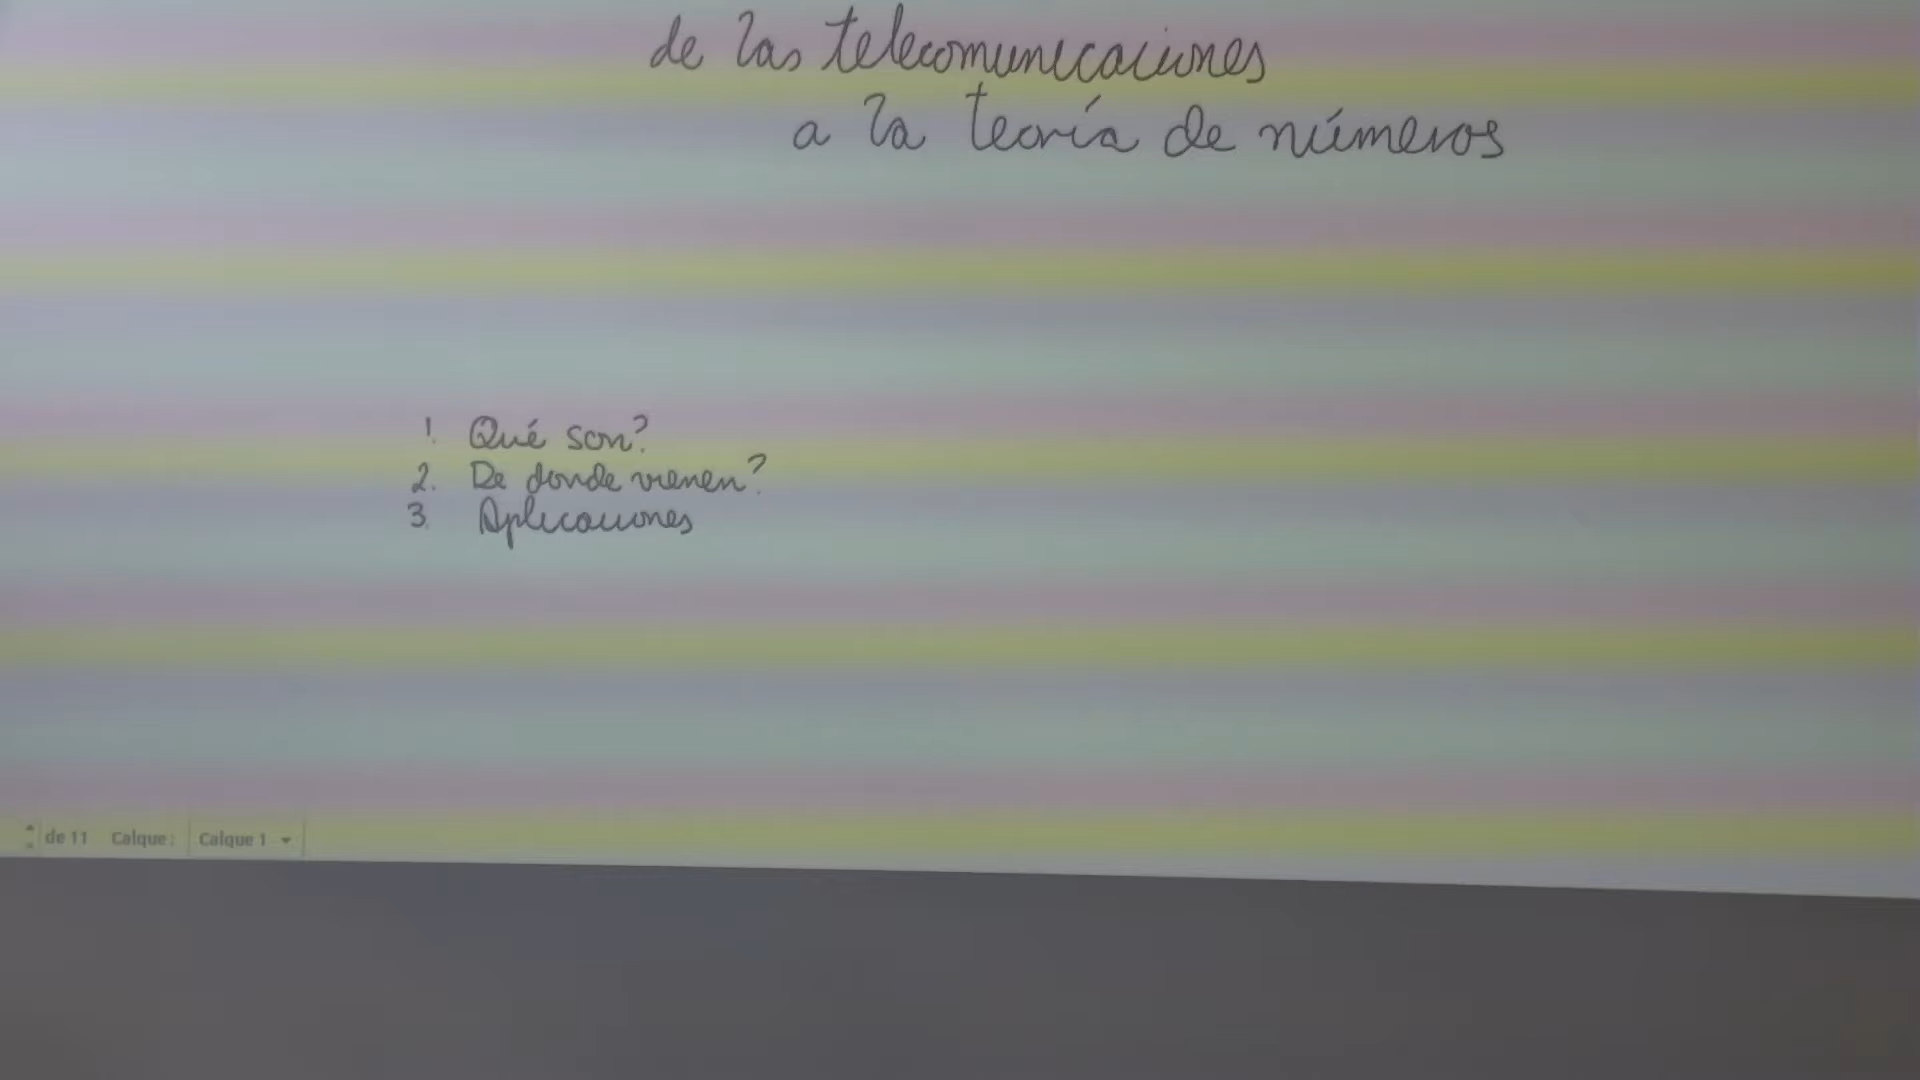 de las telecomunicaciones
a la teoría de números
1. Qué son?
2. De donde vienen?
3. Aplicaciones
de 11 Calque : Calque 1